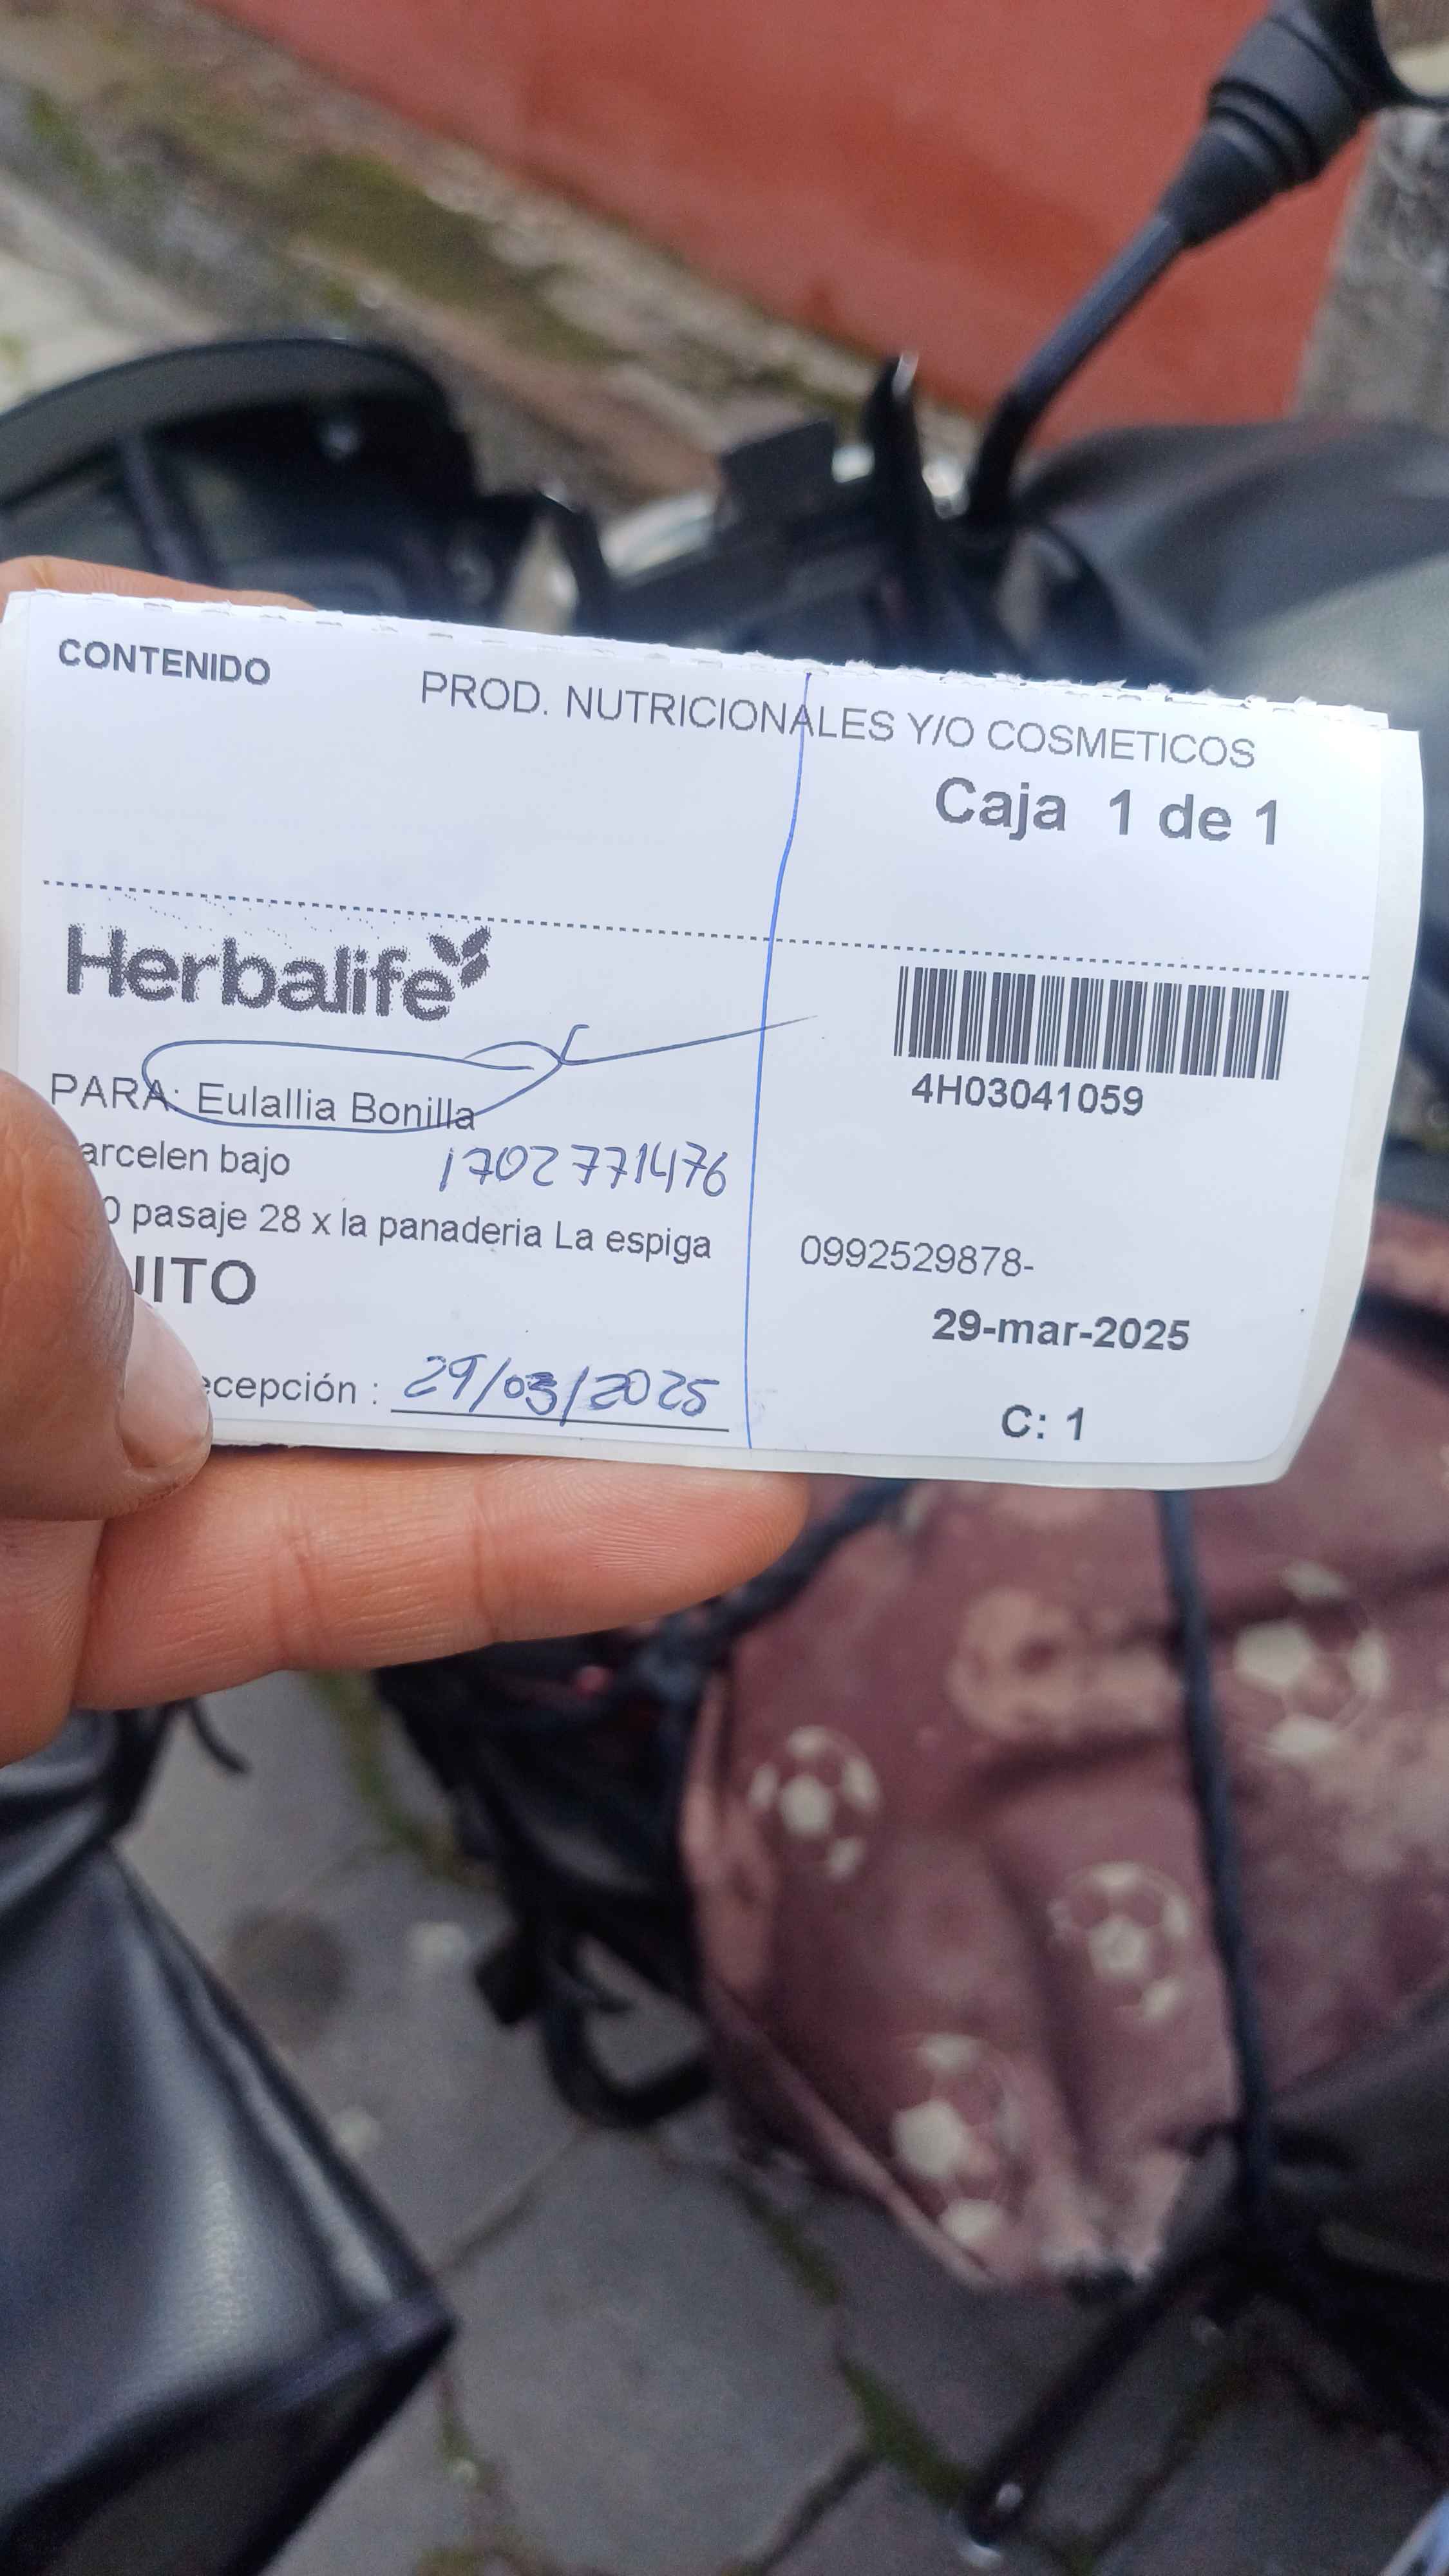 CONTENIDO
PROD. NUTRICIONALES Y/O COSMETICOS
Caja 1 de 1
Herbalife
4H03041059
PARA: Eulallia Bonilla
arcelen bajo
1702771476
0 pasaje 28 x la panaderia La espiga
0992529878-
UITO
29-mar-2025
ecepción : 29/03/2025
C: 1